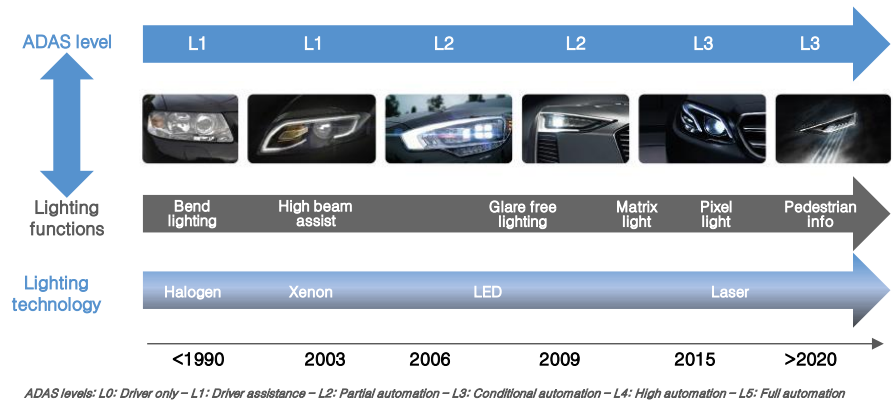 ADAS level
L1 L1 L2 L2 L3 L3
Lighting
functions
Bend
lighting
High beam
assist
Glare free
lighting
Matrix
light
Pixel
light
Pedestrian
info
Lighting
technology
Halogen Xenon LED Laser
<1990 2003 2006 2009 2015 >2020
ADAS levels: L0: Driver only – L1: Driver assistance – L2: Partial automation – L3: Conditional automation – L4: High automation – L5: Full automation